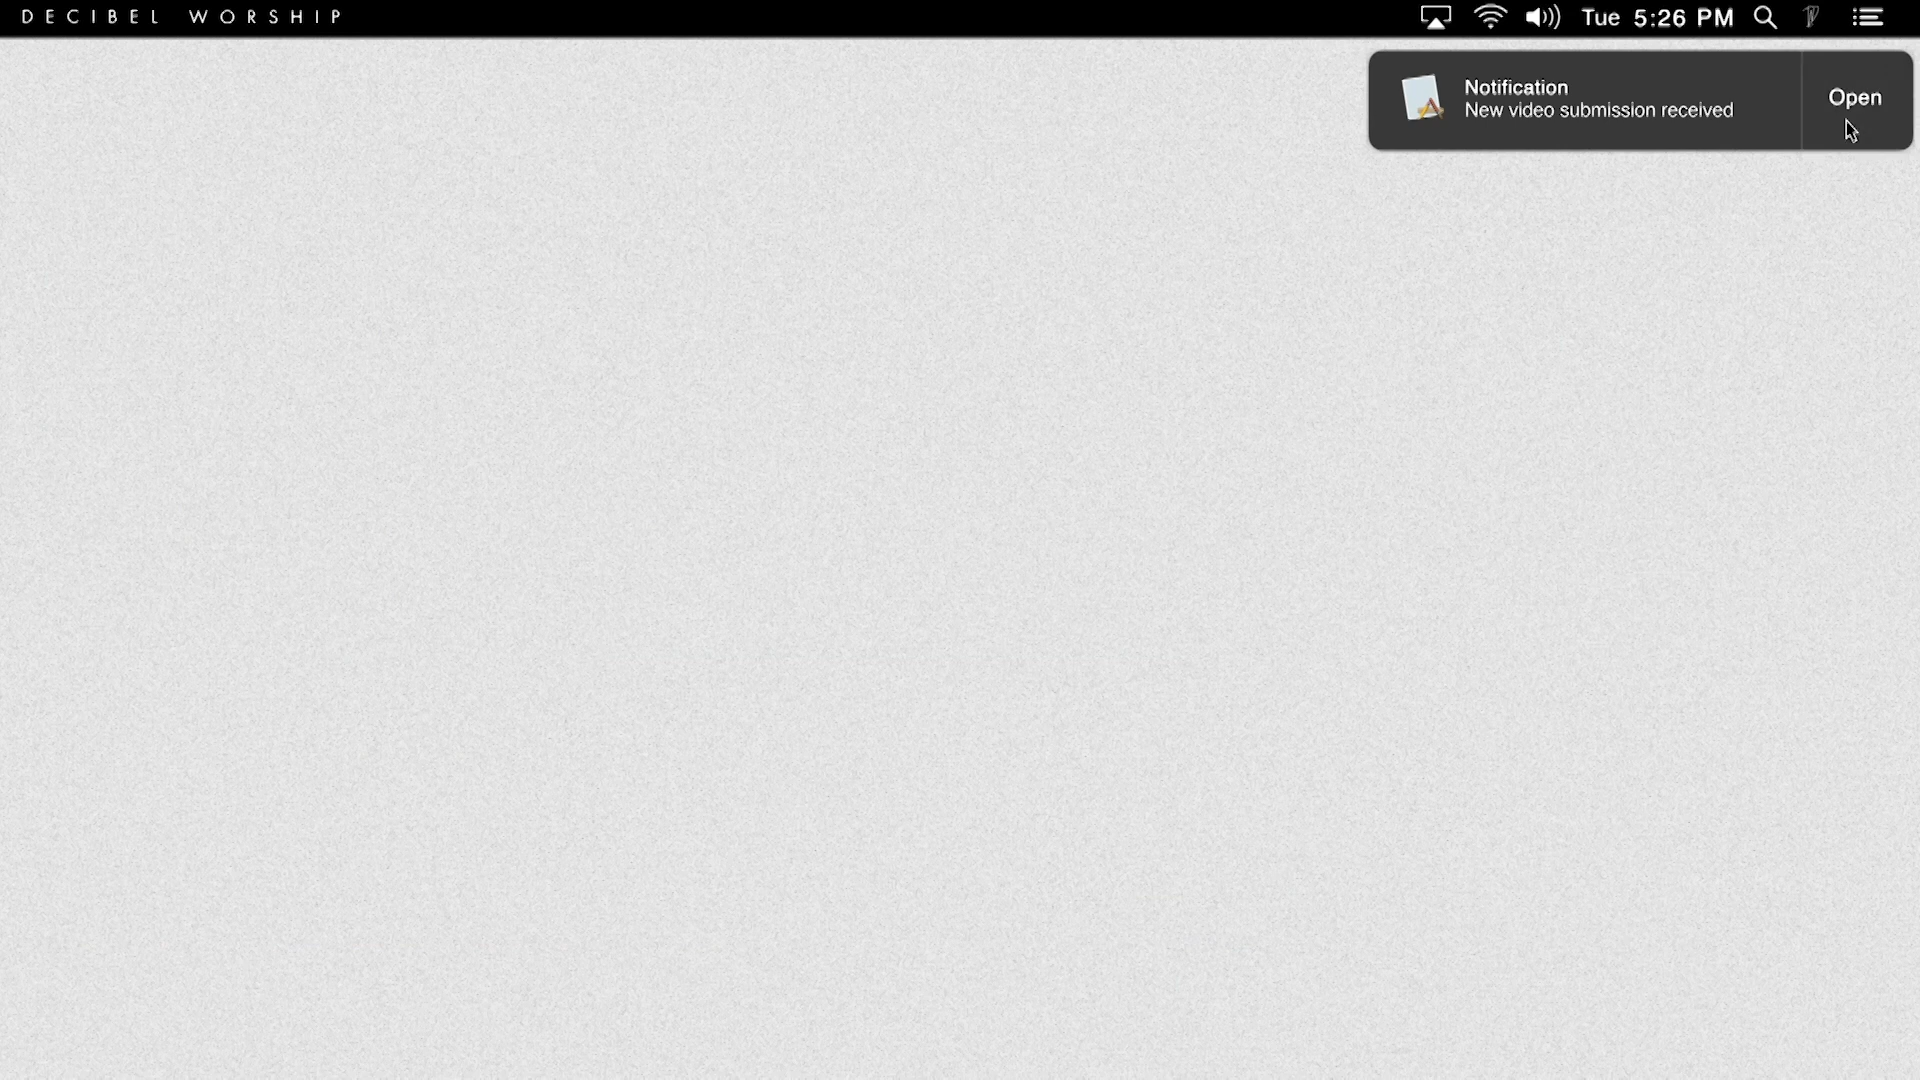 DECIBEL WORSHIP
Tue 5:26 PM
Notification
New video submission received
Open